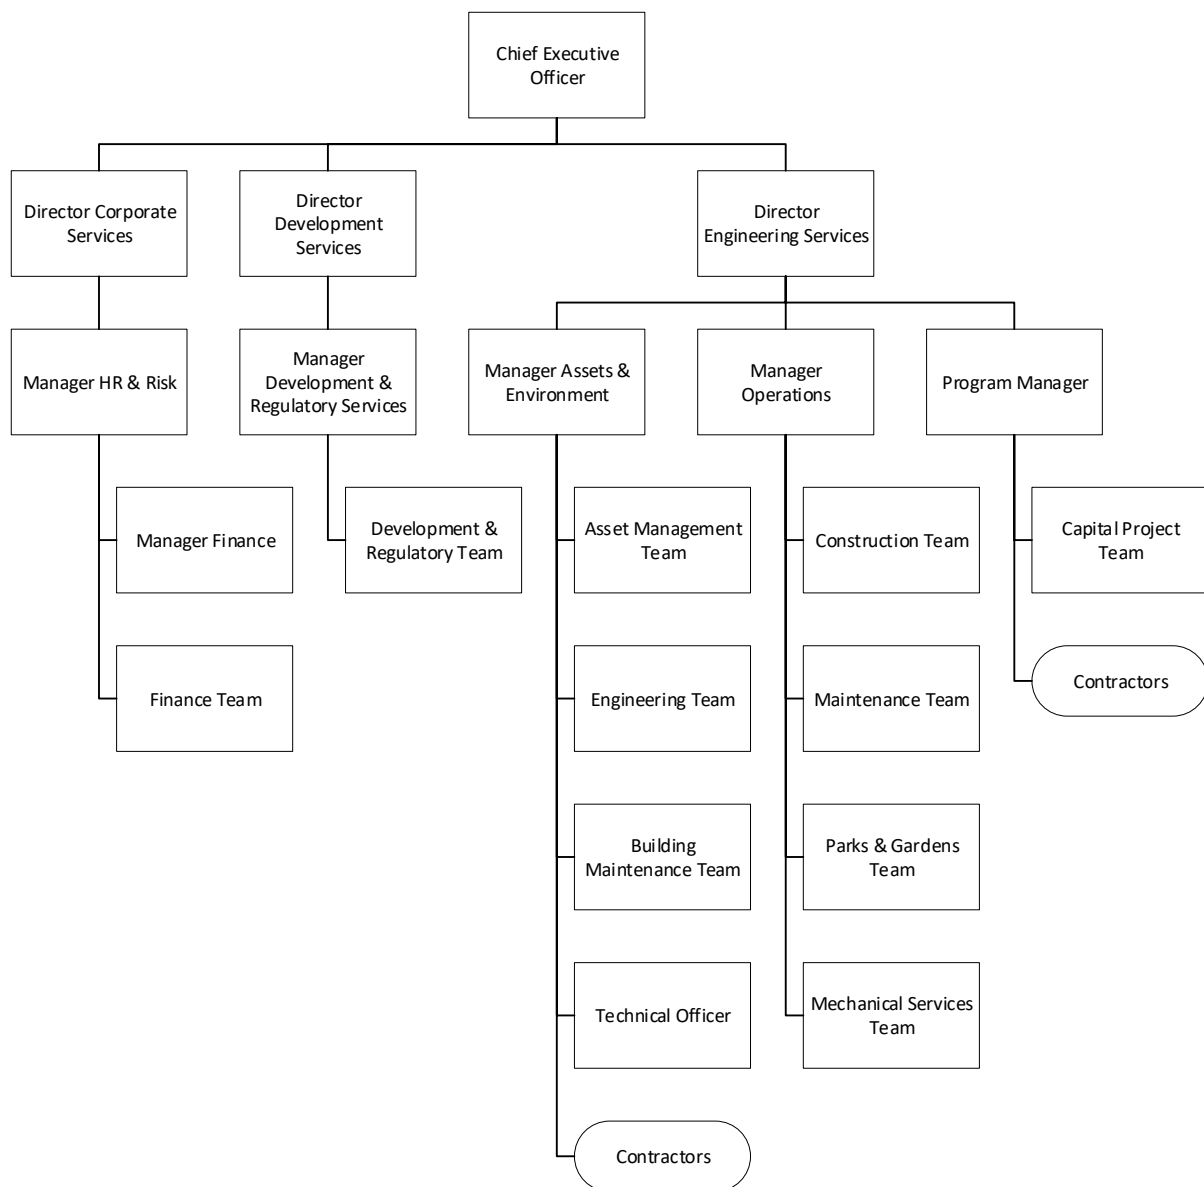 Chief Executive
Officer
Director Corporate
Services
Director
Development
Services
Director
Engineering Services
Manager HR & Risk
Manager
Development &
Regulatory Services
Manager Assets &
Environment
Manager
Operations
Program Manager
Manager Finance
Development &
Regulatory Team
Asset Management
Team
Construction Team
Capital Project
Team
Finance Team
Engineering Team
Maintenance Team
Contractors
Building
Maintenance Team
Parks & Gardens
Team
Technical Officer
Mechanical Services
Team
Contractors